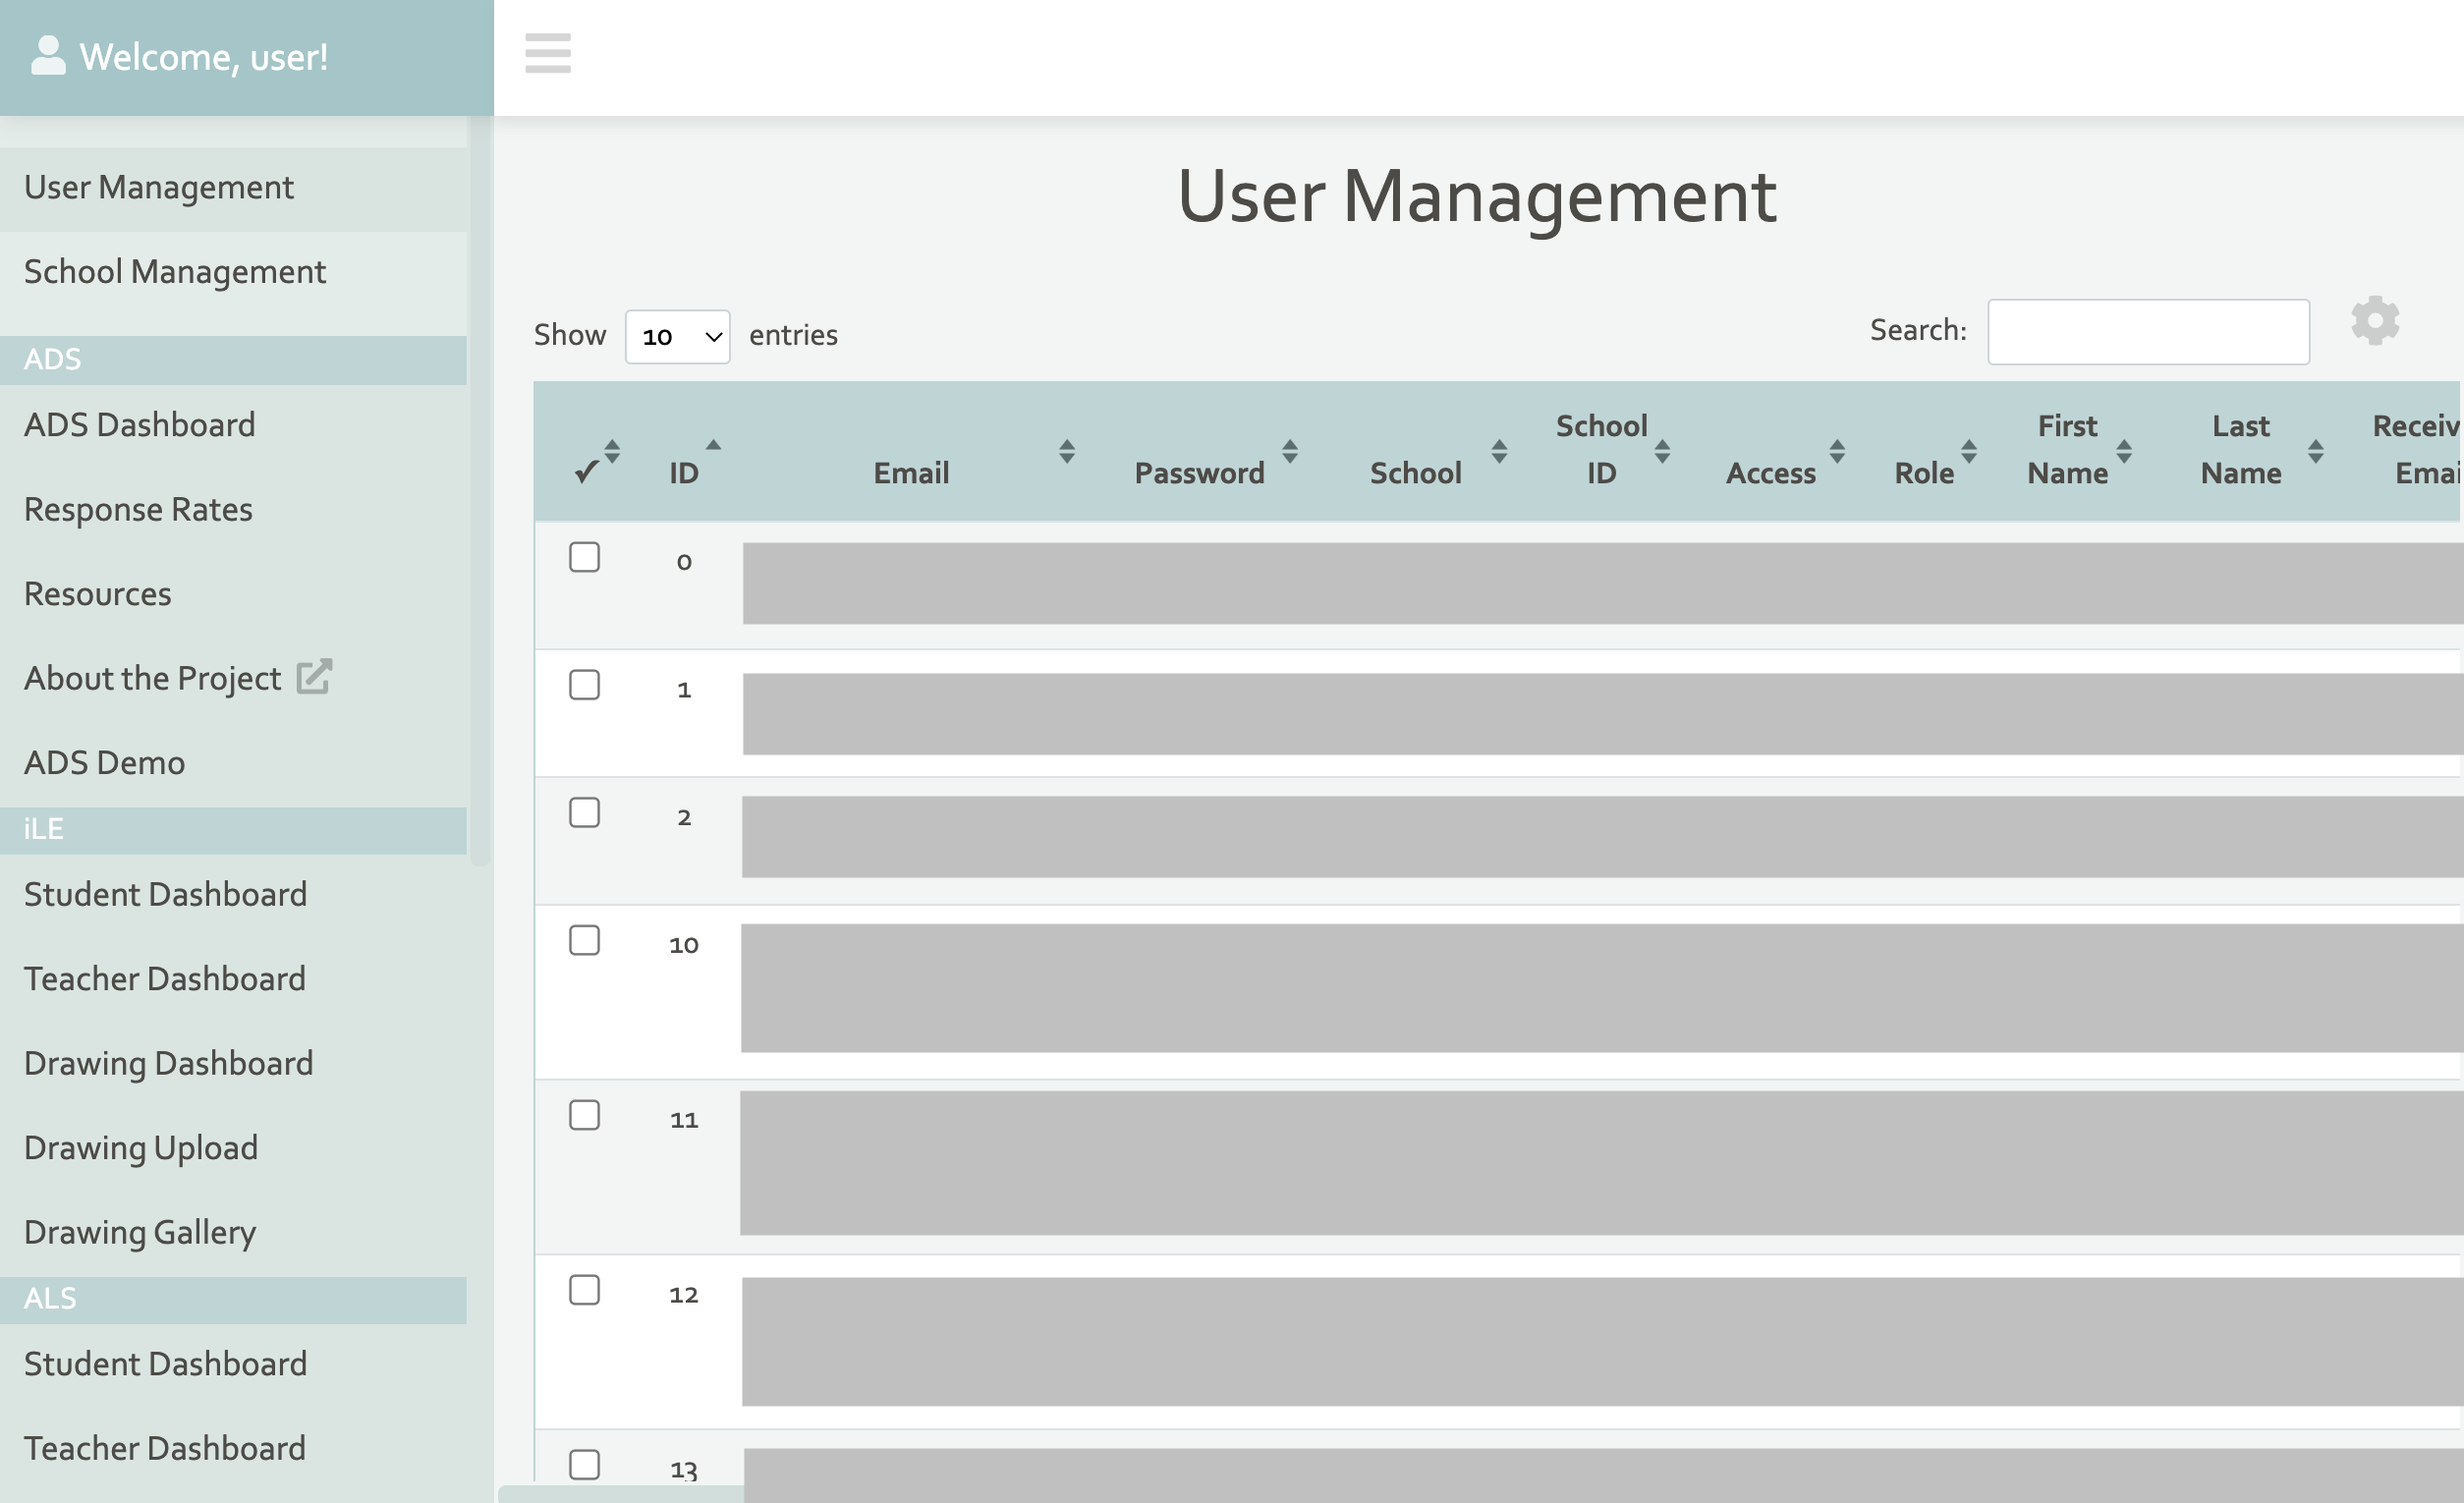 Welcome, user!
User Management
School Management
ADS
ADS Dashboard
Response Rates
Resources
About the Project
ADS Demo
iLE
Student Dashboard
Teacher Dashboard
Drawing Dashboard
Drawing Upload
Drawing Gallery
ALS
Student Dashboard
Teacher Dashboard
User Management
Show 10 entries
Search:
✓ ID Email Password School School ID Access Role First Name Last Name Receiv Emai
0
1
2
10
11
12
13